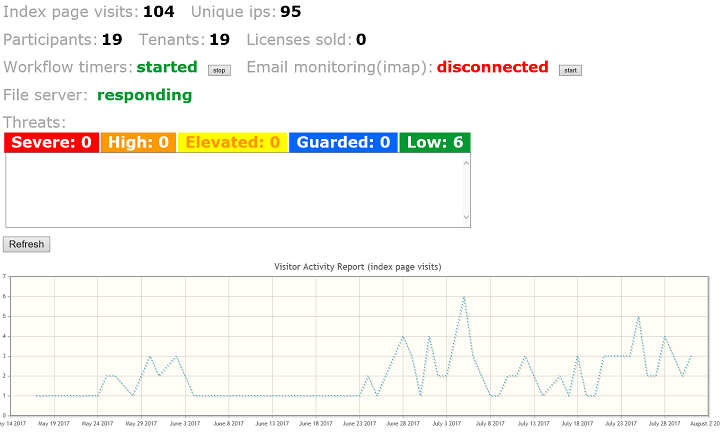 Index page visits: 104 Unique ips: 95
Participants: 19 Tenants: 19 Licenses sold: 0
Workflow timers: started stop Email monitoring(imap): disconnected start
File server: responding
Threats:
Severe: 0 High: 0 Elevated: 0 Guarded: 0 Low: 6
Refresh
Visitor Activity Report (index page visits)
7
6
5
4
3
2
1
0
ay 14 2017 May 19 2017 May 24 2017 May 29 2017 June 3 2017 June 8 2017 June 13 2017 June 18 2017 June 23 2017 June 28 2017 July 3 2017 July 8 2017 July 13 2017 July 18 2017 July 23 2017 July 28 2017 August 2 20